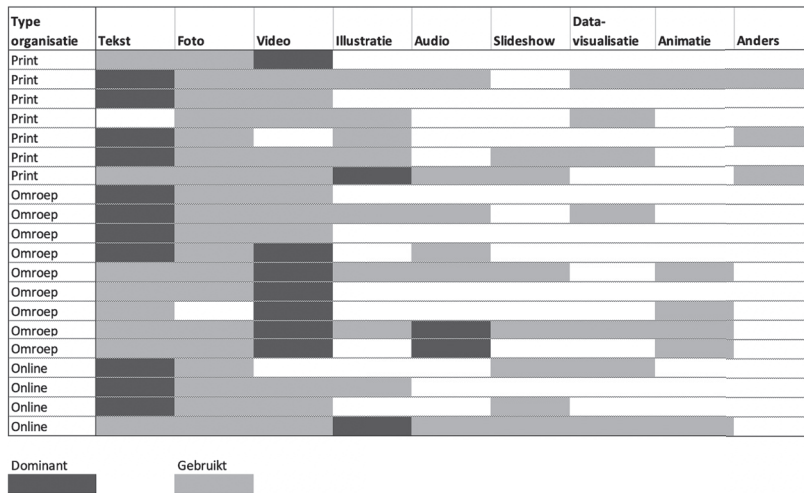 Type organisatie Tekst Foto Video Illustratie Audio Slideshow Data-visualisatie Animatie Anders
Print
Print
Print
Print
Print
Print
Print
Omroep
Omroep
Omroep
Omroep
Omroep
Omroep
Omroep
Omroep
Omroep
Online
Online
Online
Online
Dominant Gebruikt